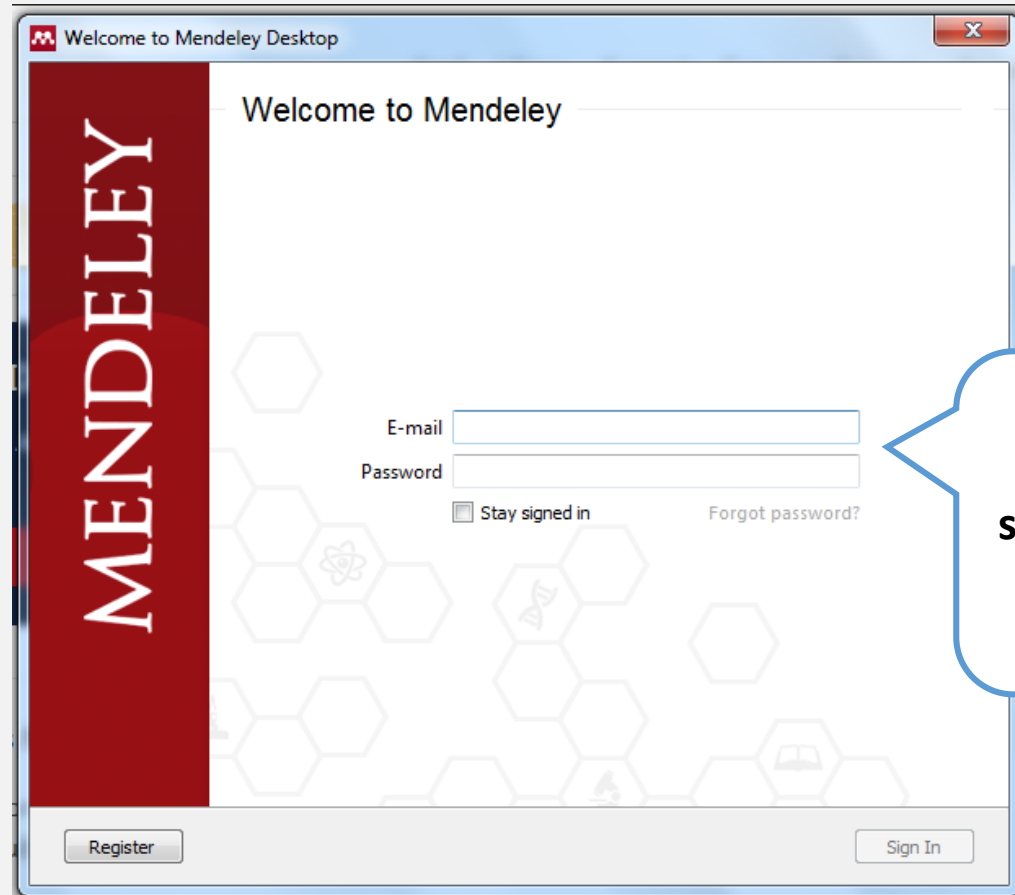 Welcome to Mendeley Desktop
MENDELEY
Welcome to Mendeley
E-mail
Password
Stay signed in
Forgot password?
Register
Sign In